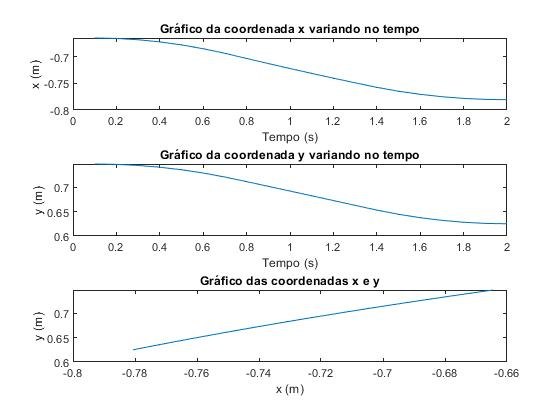 Gráfico da coordenada x variando no tempo
x (m)
-0.7
-0.75
-0.8
0 0.2 0.4 0.6 0.8 1 1.2 1.4 1.6 1.8 2
Tempo (s)
Gráfico da coordenada y variando no tempo
y (m)
0.7
0.65
0.6
0 0.2 0.4 0.6 0.8 1 1.2 1.4 1.6 1.8 2
Tempo (s)
Gráfico das coordenadas x e y
y (m)
0.7
0.65
0.6
-0.8 -0.78 -0.76 -0.74 -0.72 -0.7 -0.68 -0.66
x (m)